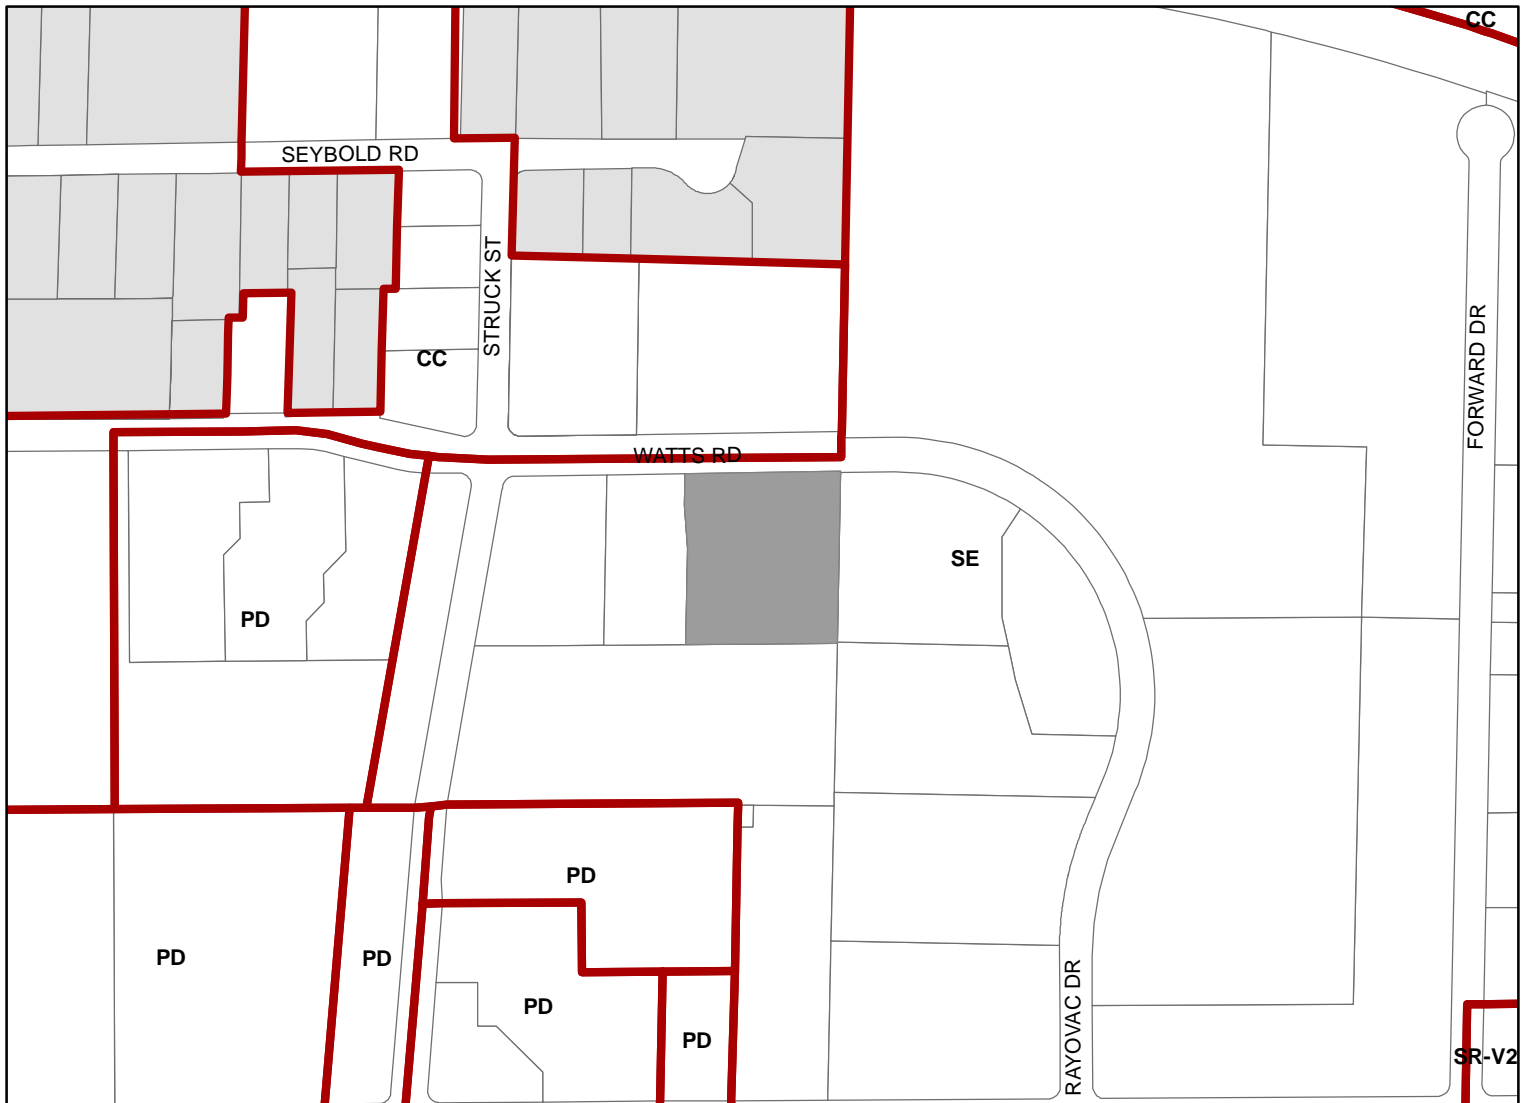 CC
SEYBOLD RD
STRUCK ST
FORWARD DR
CC
WATTS RD
SE
PD
PD
PD
PD
PD
PD
RAYOVAC DR
SR-V2